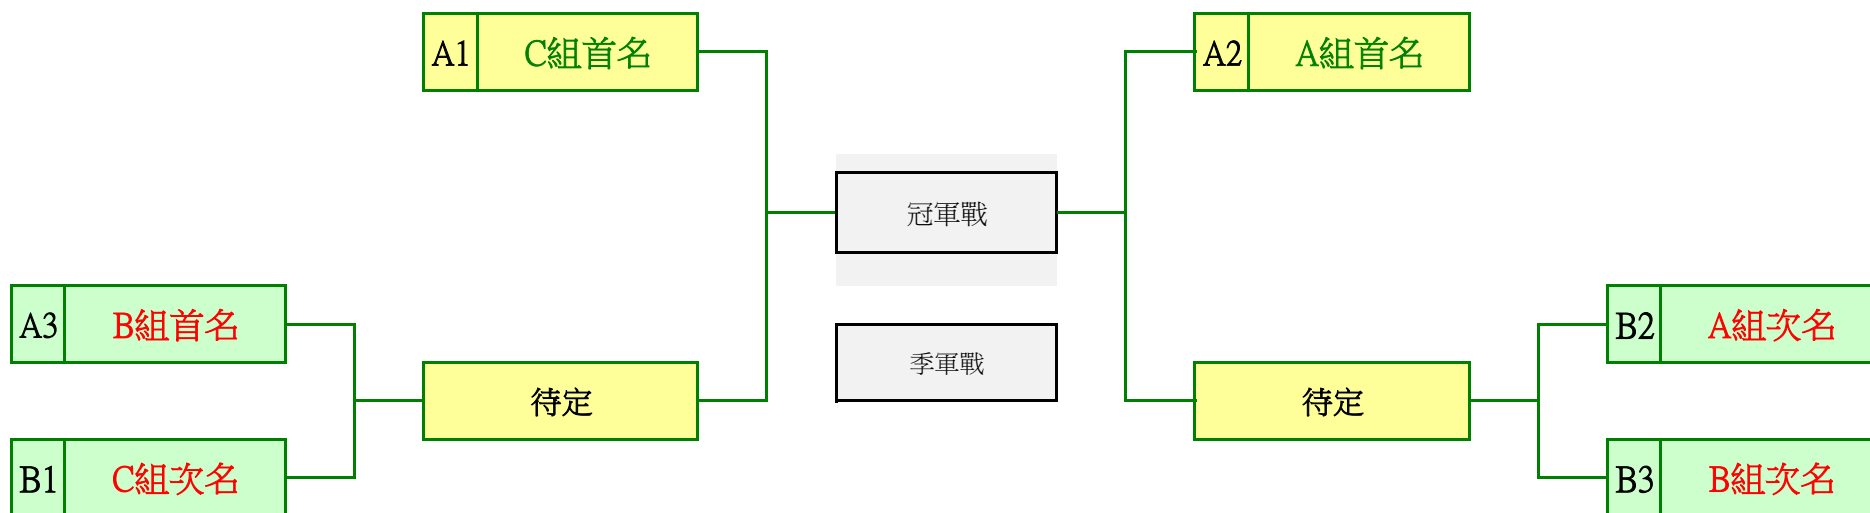 A1 C組首名
A2 A組首名
冠軍戰
A3 B組首名
B2 A組次名
季軍戰
待定
待定
B1 C組次名
B3 B組次名